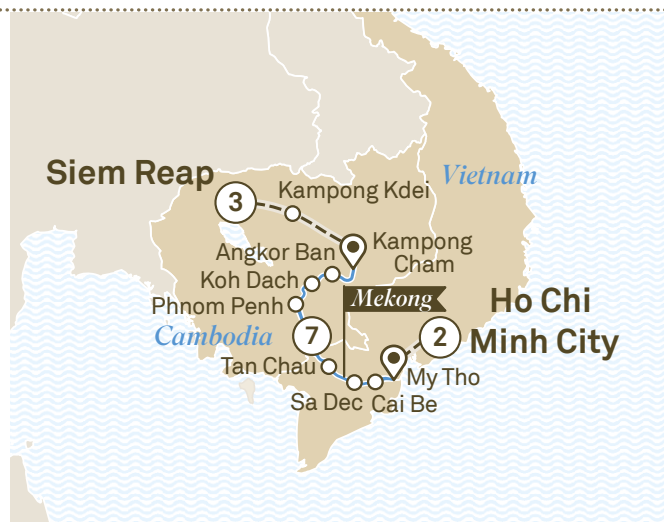 Siem Reap
3
Kampong Kdei
Vietnam
Angkor Ban
Kampong
Cham
Koh Dach
Mekong
Phnom Penh
Ho Chi
Minh City
Cambodia
7
2
Tan Chau
My Tho
Sa Dec
Cai Be